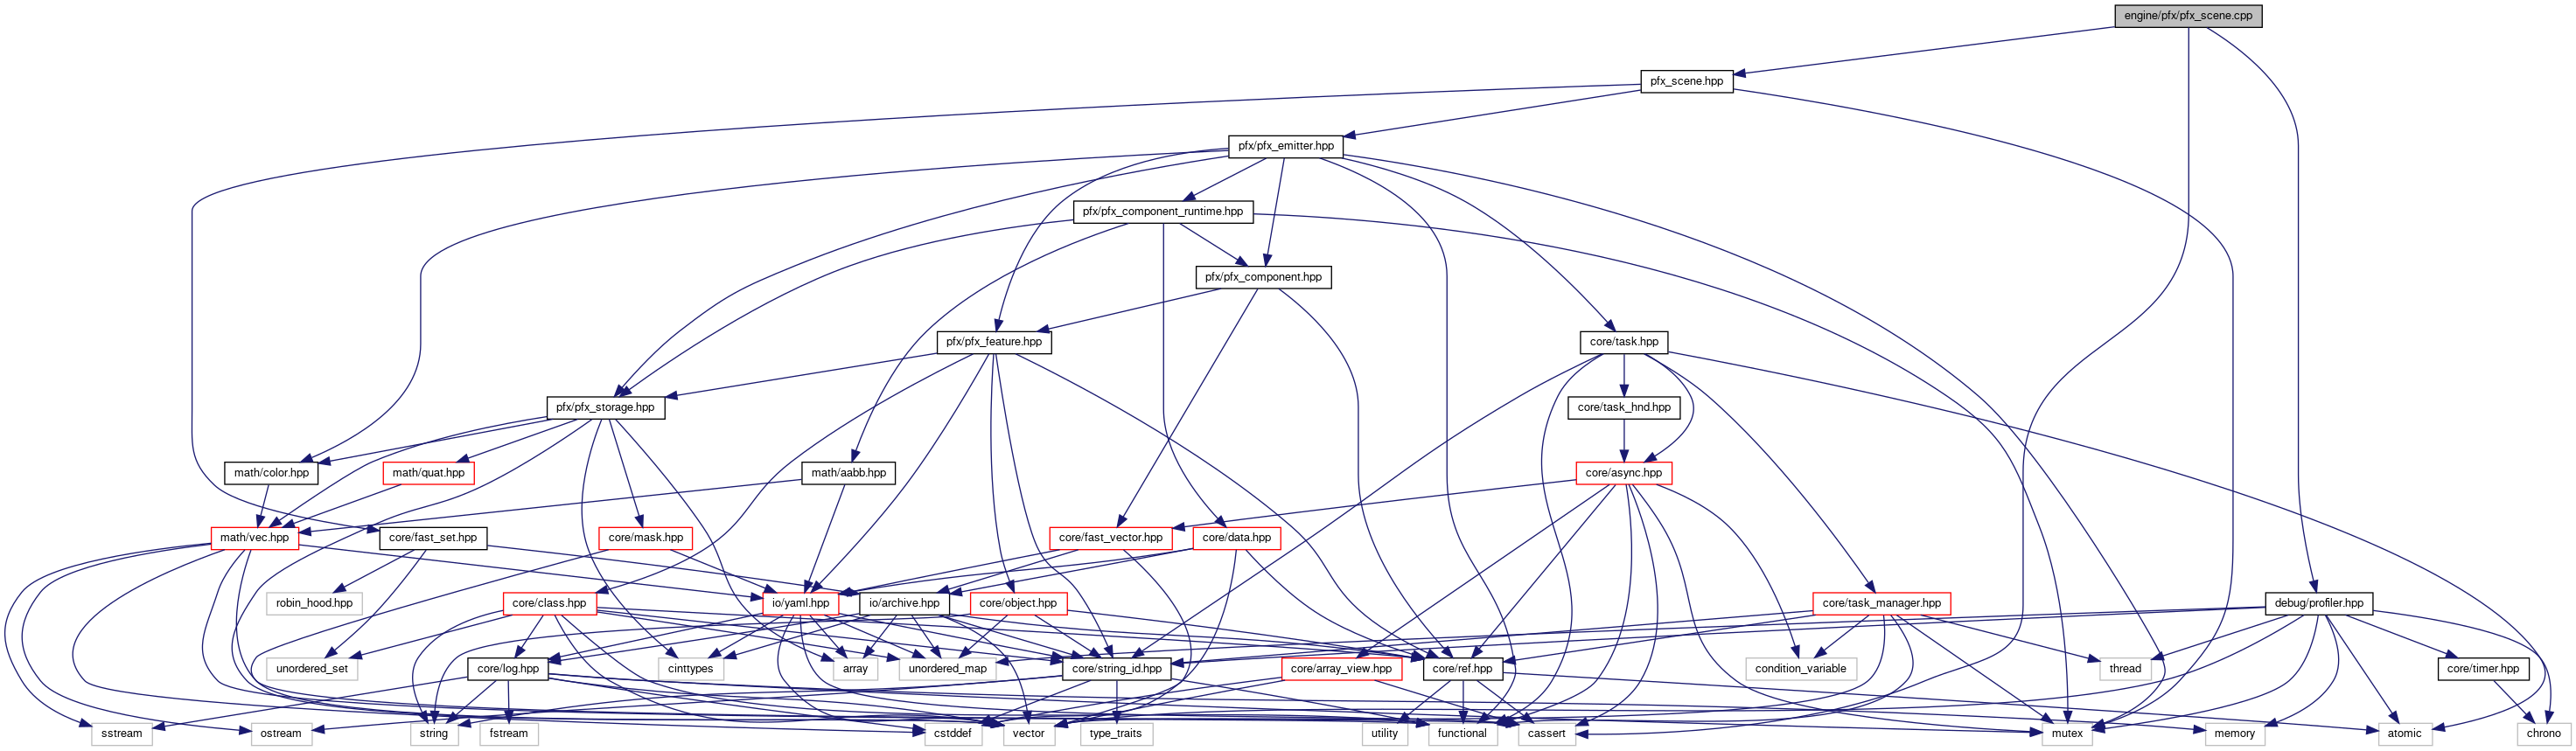 engine/pfx/pfx_scene.cpp
pfx_scene.hpp
pfx/pfx_emitter.hpp
pfx/pfx_component_runtime.hpp
pfx/pfx_component.hpp
pfx/pfx_feature.hpp
core/task.hpp
pfx/pfx_storage.hpp
core/task_hnd.hpp
math/color.hpp
math/quat.hpp
math/aabb.hpp
core/async.hpp
math/vec.hpp
core/fast_set.hpp
core/mask.hpp
core/fast_vector.hpp
core/data.hpp
robin_hood.hpp
core/class.hpp
io/yaml.hpp
io/archive.hpp
core/object.hpp
core/task_manager.hpp
debug/profiler.hpp
unordered_set
core/log.hpp
cinttypes
array
unordered_map
core/string_id.hpp
core/array_view.hpp
core/ref.hpp
condition_variable
thread
core/timer.hpp
sstream
ostream
string
fstream
cstddef
vector
type_traits
utility
functional
cassert
mutex
memory
atomic
chrono